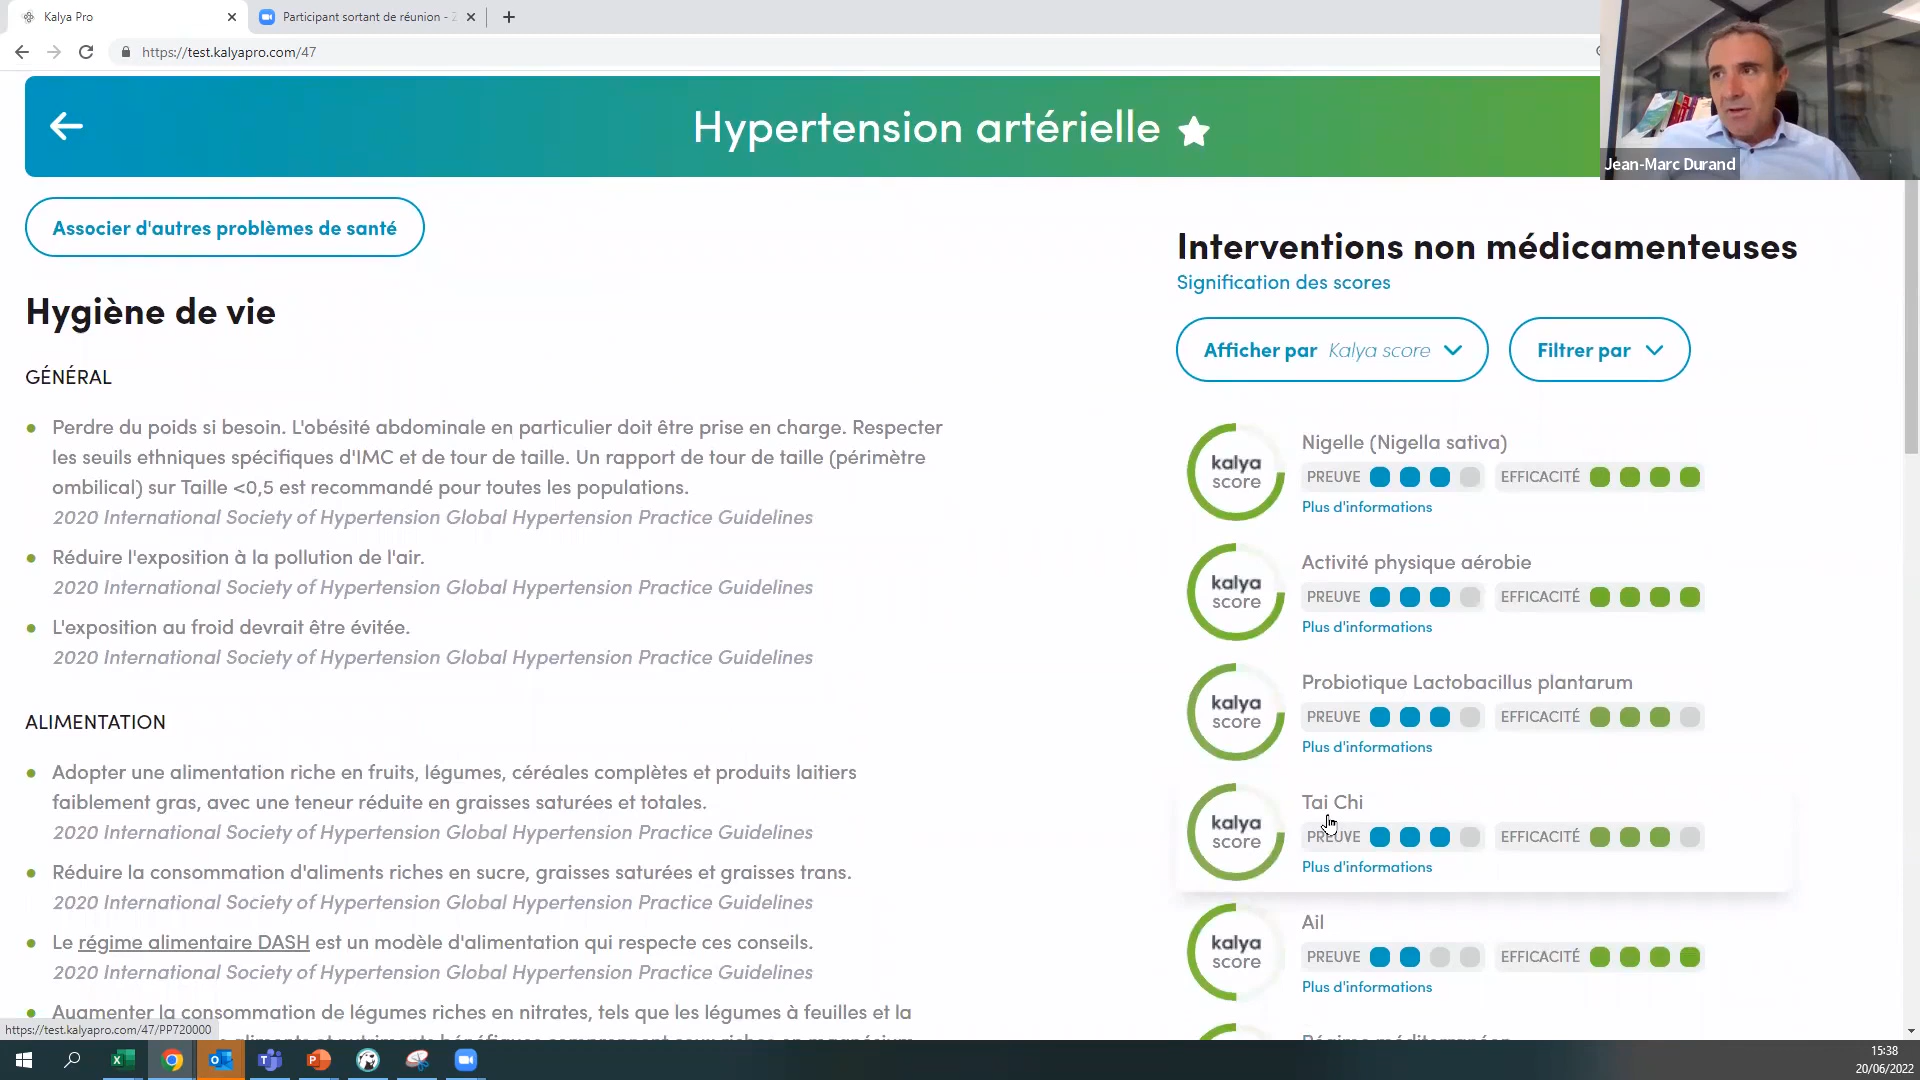 Kalya Pro
Participant sortant de réunion - Z
https://test.kalyapro.com/47
Hypertension artérielle
Jean-Marc Durand
Associer d'autres problèmes de santé
Hygiène de vie
GÉNÉRAL
Perdre du poids si besoin. L'obésité abdominale en particulier doit être prise en charge. Respecter
les seuils ethniques spécifiques d'IMC et de tour de taille. Un rapport de tour de taille (périmètre
ombilical) sur Taille <0,5 est recommandé pour toutes les populations.
2020 International Society of Hypertension Global Hypertension Practice Guidelines
Réduire l'exposition à la pollution de l'air.
2020 International Society of Hypertension Global Hypertension Practice Guidelines
L'exposition au froid devrait être évitée.
2020 International Society of Hypertension Global Hypertension Practice Guidelines
ALIMENTATION
Adopter une alimentation riche en fruits, légumes, céréales complètes et produits laitiers
faiblement gras, avec une teneur réduite en graisses saturées et totales.
2020 International Society of Hypertension Global Hypertension Practice Guidelines
Réduire la consommation d'aliments riches en sucre, graisses saturées et graisses trans.
2020 International Society of Hypertension Global Hypertension Practice Guidelines
Le régime alimentaire DASH est un modèle d'alimentation qui respecte ces conseils.
2020 International Society of Hypertension Global Hypertension Practice Guidelines
Augmenter la consommation de légumes riches en nitrates, tels que les légumes à feuilles et la
https://test.kalyapro.com/47/PP720000
Interventions non médicamenteuses
Signification des scores
Afficher par Kalya score
Filtrer par
kalya score
Nigelle (Nigella sativa)
PREUVE EFFICACITÉ
Plus d'informations
kalya score
Activité physique aérobie
PREUVE EFFICACITÉ
Plus d'informations
kalya score
Probiotique Lactobacillus plantarum
PREUVE EFFICACITÉ
Plus d'informations
kalya score
Tai Chi
PREUVE EFFICACITÉ
Plus d'informations
kalya score
Ail
PREUVE EFFICACITÉ
Plus d'informations
15:38
20/06/2022